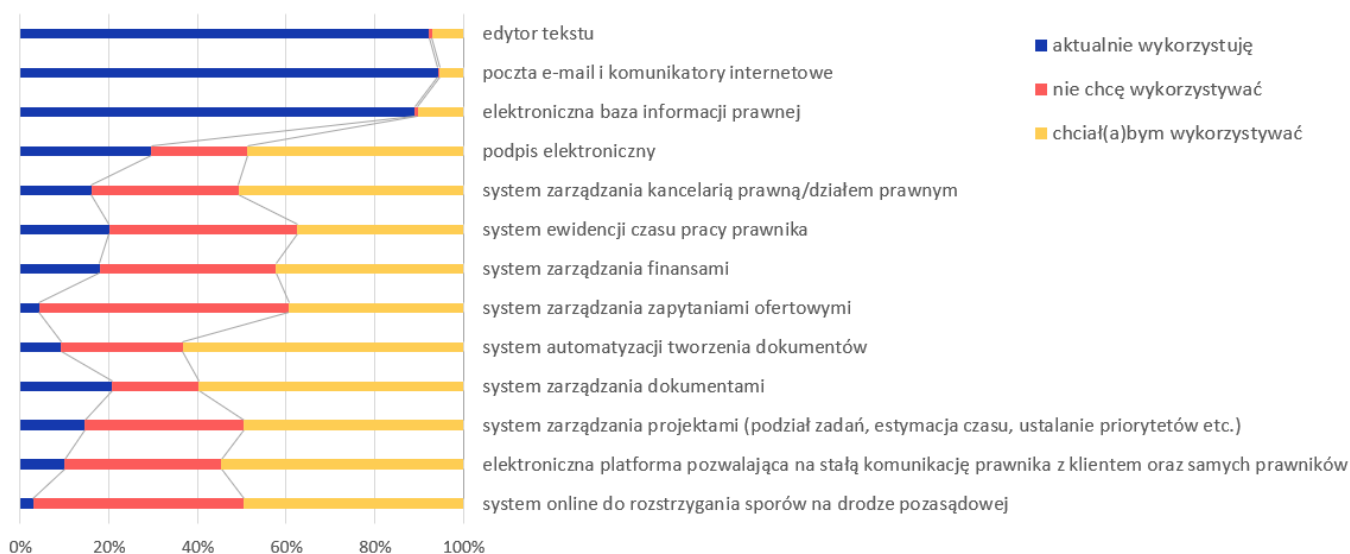 edytor tekstu
poczta e-mail i komunikatory internetowe
elektroniczna baza informacji prawnej
podpis elektroniczny
system zarządzania kancelarią prawną/działem prawnym
system ewidencji czasu pracy prawnika
system zarządzania finansami
system zarządzania zapytaniami ofertowymi
system automatyzacji tworzenia dokumentów
system zarządzania dokumentami
system zarządzania projektami (podział zadań, estymacja czasu, ustalanie priorytetów etc.)
elektroniczna platforma pozwalająca na stałą komunikację prawnika z klientem oraz samych prawników
system online do rozstrzygania sporów na drodze pozasądowej
0% 20% 40% 60% 80% 100%
aktualnie wykorzystuję
nie chcę wykorzystywać
chciał(a)bym wykorzystywać